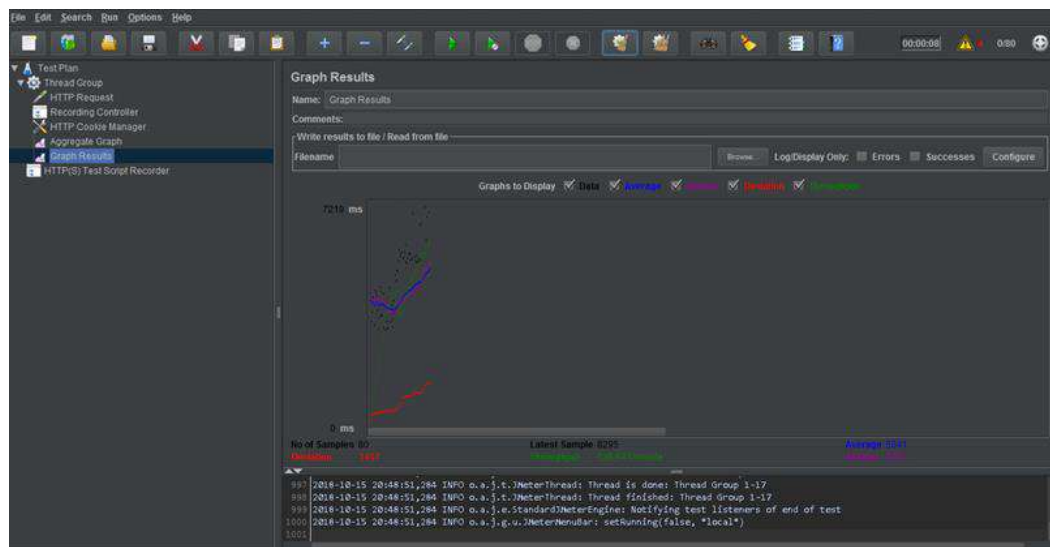 File Edit Search Run Options Help
00:00:08 0/80
Test Plan
Thread Group
HTTP Request
Recording Controller
HTTP Cookie Manager
Aggregate Graph
Graph Results
HTTP(S) Test Script Recorder
Graph Results
Name: Graph Results
Comments:
Write results to file / Read from file
Filename Browse... Log/Display Only: Errors Successes Configure
Graphs to Display Data Average Median Deviation Throughput
ms
0 ms
No of Samples 80 Latest Sample 8295 Average
Deviation Throughput
997 2018-10-15 20:48:51,284 INFO o.a.j.t.JMeterThread: Thread is done: Thread Group 1-17
998 2018-10-15 20:48:51,284 INFO o.a.j.t.JMeterThread: Thread finished: Thread Group 1-17
999 2018-10-15 20:48:51,284 INFO o.a.j.e.StandardJMeterEngine: Notifying test listeners of end of test
1000 2018-10-15 20:48:51,284 INFO o.a.j.g.u.JMeterMenuBar: setRunning(false, *local*)
1001